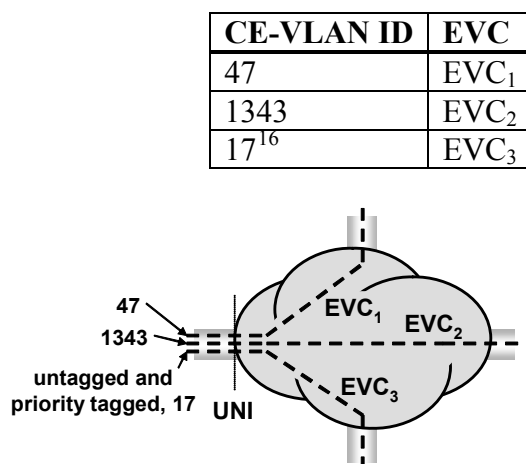 CE-VLAN ID EVC
47 EVC₁
1343 EVC₂
17¹⁶ EVC₃
47
1343
untagged and
priority tagged, 17
UNI
EVC₁
EVC₂
EVC₃